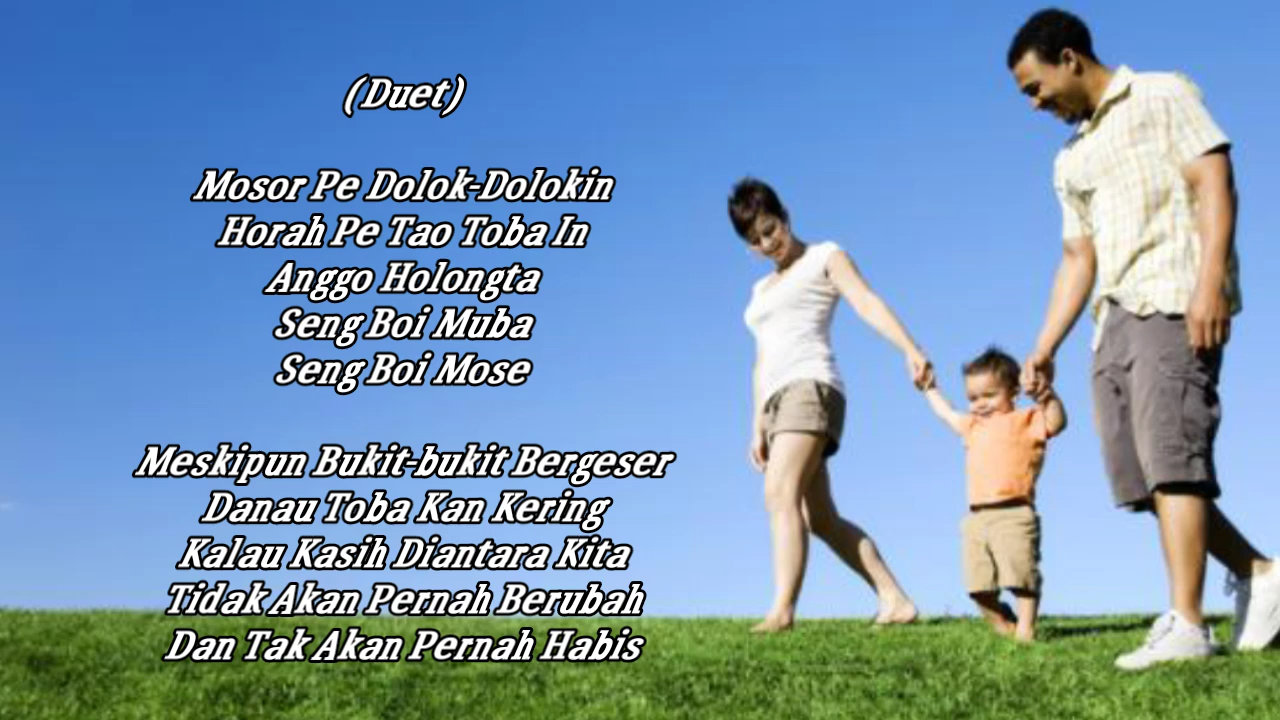 (Duet)
Mosor Pe Dolok-Dolokin
Horah Pe Tao Toba In
Anggo Holongta
Seng Boi Muba
Seng Boi Mose
Meskipun Bukit-bukit Bergeser
Danau Toba Kan Kering
Kalau Kasih Diantara Kita
Tidak Akan Pernah Berubah
Dan Tak Akan Pernah Habis